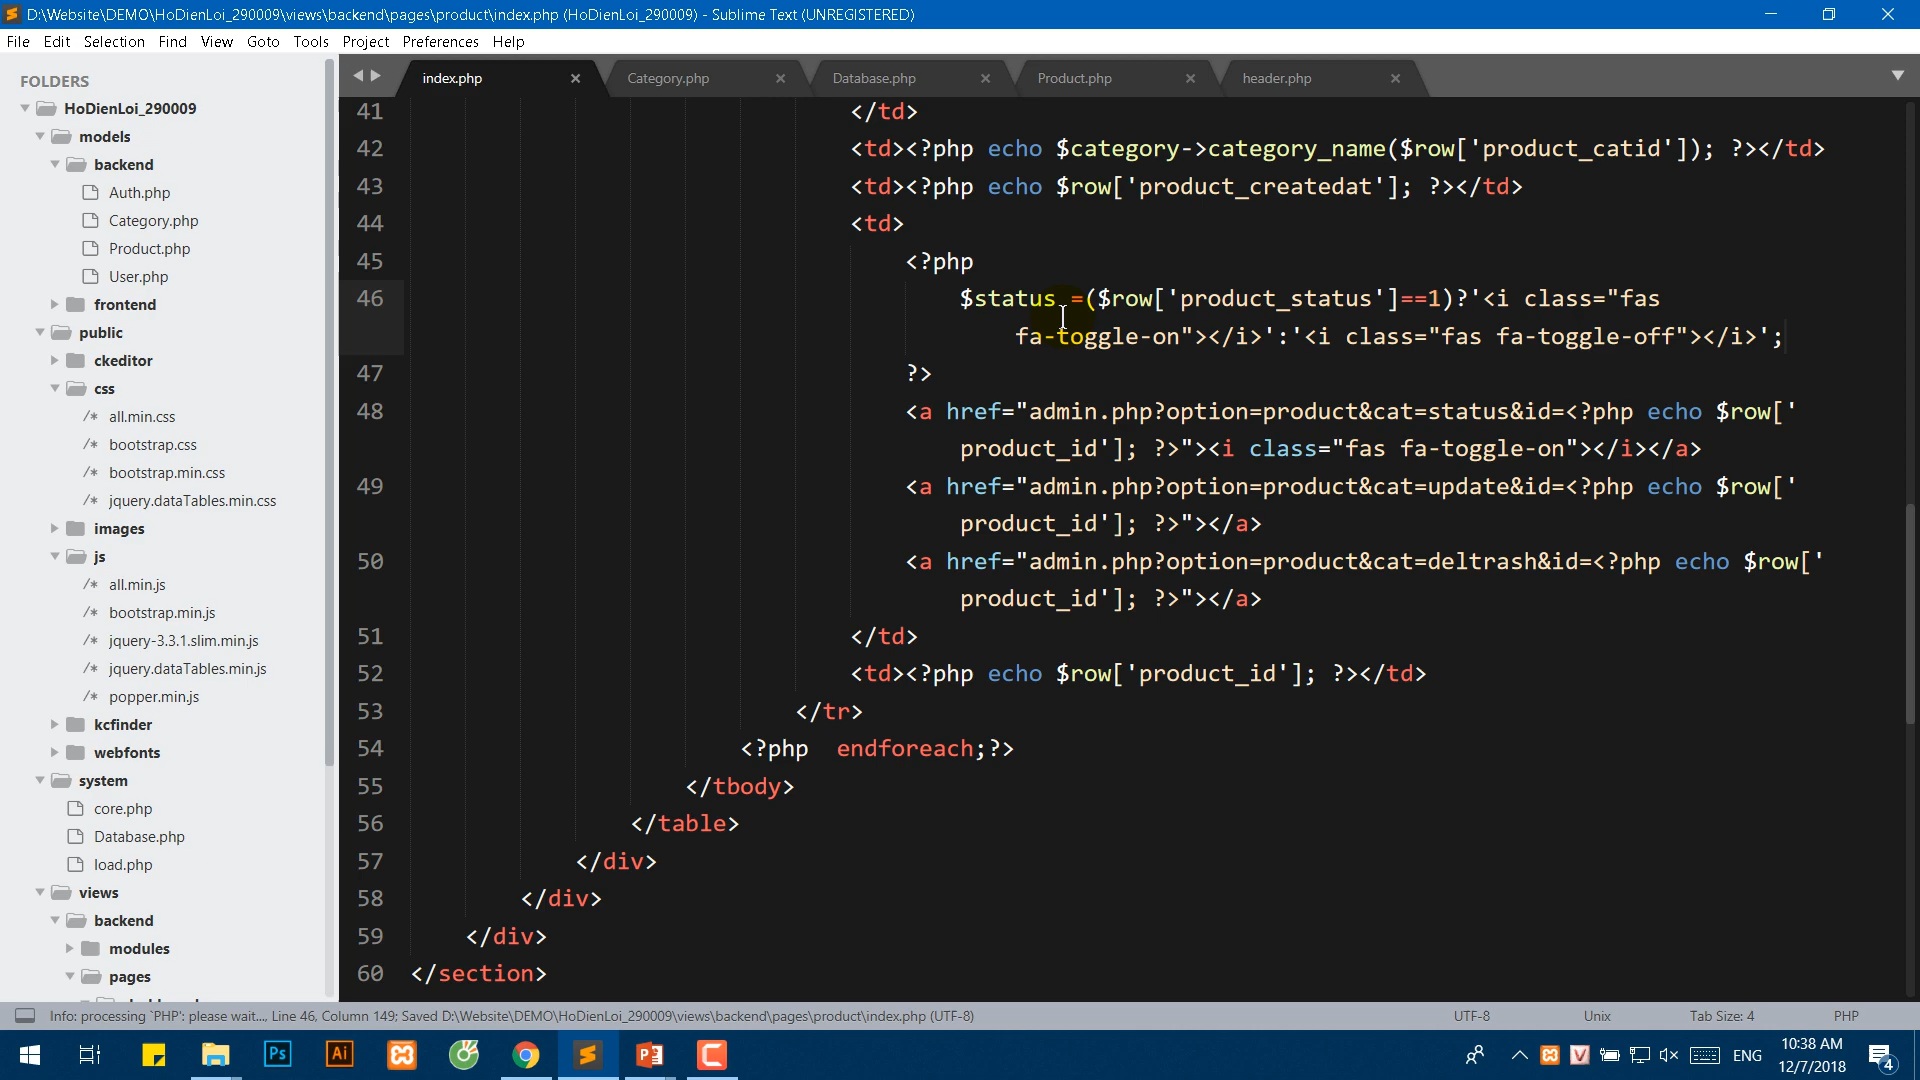 D:\Website\DEMO\HoDienLoi_290009\views\backend\pages\product\index.php (HoDienLoi_290009) - Sublime Text (UNREGISTERED)
File Edit Selection Find View Goto Tools Project Preferences Help
FOLDERS
HoDienLoi_290009
models
backend
Auth.php
Category.php
Product.php
User.php
frontend
public
ckeditor
css
/* all.min.css
/* bootstrap.css
/* bootstrap.min.css
/* jquery.dataTables.min.css
images
js
/* all.min.js
/* bootstrap.min.js
/* jquery-3.3.1.slim.min.js
/* jquery.dataTables.min.js
/* popper.min.js
kcfinder
webfonts
system
core.php
Database.php
load.php
views
backend
modules
pages
index.php Category.php Database.php Product.php header.php
41 </td>
42 <td><?php echo $category->category_name($row['product_catid']); ?></td>
43 <td><?php echo $row['product_createdat']; ?></td>
44 <td>
45 <?php
46 $status =($row['product_status']==1)?'<i class="fas
fa-toggle-on"></i>':'<i class="fas fa-toggle-off"></i>';
47 ?>
48 <a href="admin.php?option=product&cat=status&id=<?php echo $row['
product_id']; ?>"><i class="fas fa-toggle-on"></i></a>
49 <a href="admin.php?option=product&cat=update&id=<?php echo $row['
product_id']; ?>"></a>
50 <a href="admin.php?option=product&cat=deltrash&id=<?php echo $row['
product_id']; ?>"></a>
51 </td>
52 <td><?php echo $row['product_id']; ?></td>
53 </tr>
54 <?php  endforeach;?>
55 </tbody>
56 </table>
57 </div>
58 </div>
59 </div>
60 </section>
Info: processing `PHP': please wait..., Line 46, Column 149; Saved D:\Website\DEMO\HoDienLoi_290009\views\backend\pages\product\index.php (UTF-8) UTF-8 Unix Tab Size: 4 PHP
ENG
10:38 AM
12/7/2018
4